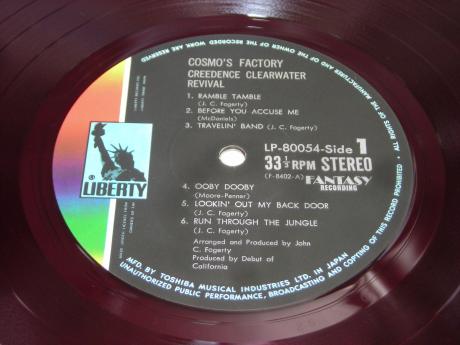 COSMO'S FACTORY
CREEDENCE CLEARWATER
REVIVAL
1. RAMBLE TAMBLE
(J. C. Fogerty)
2. BEFORE YOU ACCUSE ME
(McDaniels)
3. TRAVELIN' BAND (J. C. Fogerty)
LP-80054-Side 1
33 1/3 RPM STEREO
(F-8402-A) FANTASY
RECORDING
LIBERTY
4. OOBY DOOBY
(Moore-Penner)
5. LOOKIN' OUT MY BACK DOOR
(J. C. Fogerty)
6. RUN THROUGH THE JUNGLE
(J. C. Fogerty)
Arranged and Produced by John
C. Fogerty
Produced by Debut of
California
MFD. BY TOSHIBA MUSICAL INDUSTRIES LTD. IN JAPAN
ALL RIGHTS OF THE MANUFACTURERS AND OF THE OWNER OF THE RECORDED WORK ARE RESERVED
UNAUTHORIZED PUBLIC PERFORMANCE, BROADCASTING AND COPYING OF THIS RECORD PROHIBITED